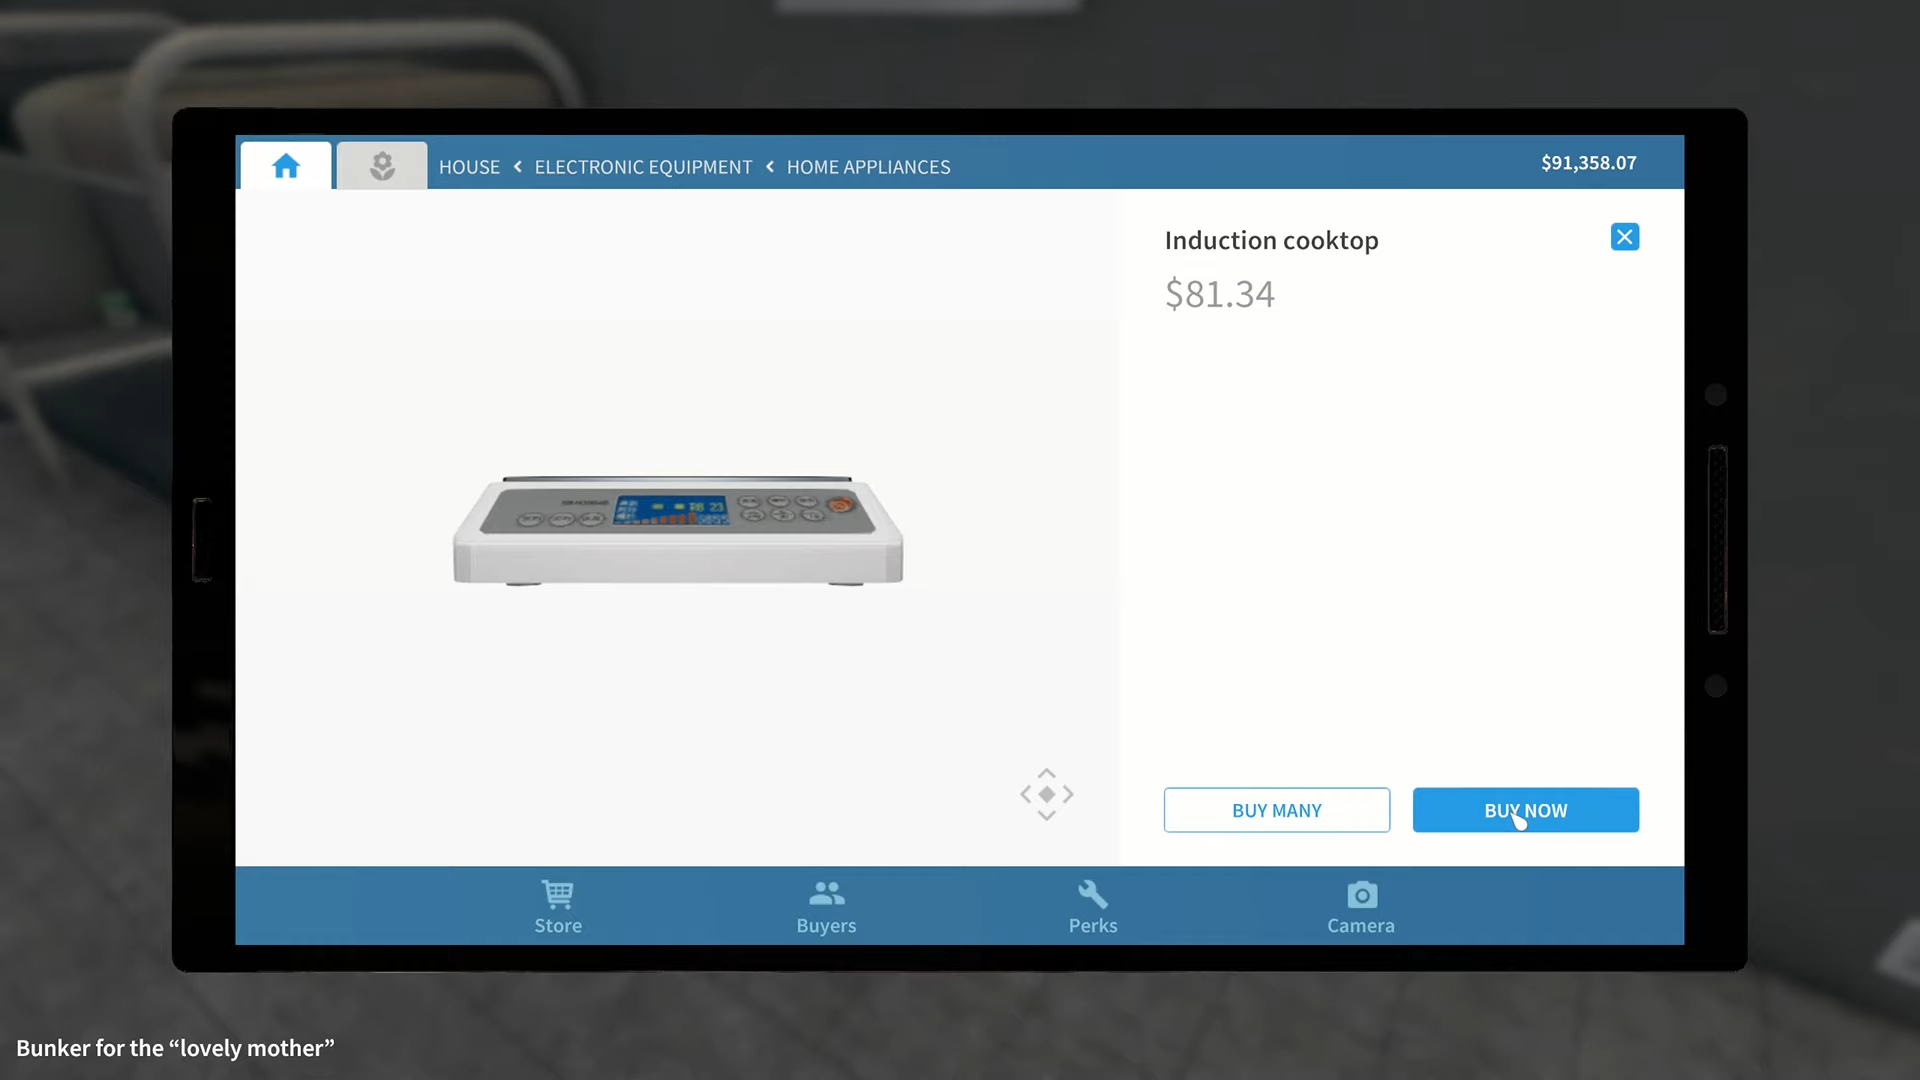 HOUSE < ELECTRONIC EQUIPMENT < HOME APPLIANCES
$91,358.07
Induction cooktop
$81.34
BUY MANY
BUY NOW
Store
Buyers
Perks
Camera
Bunker for the “lovely mother”